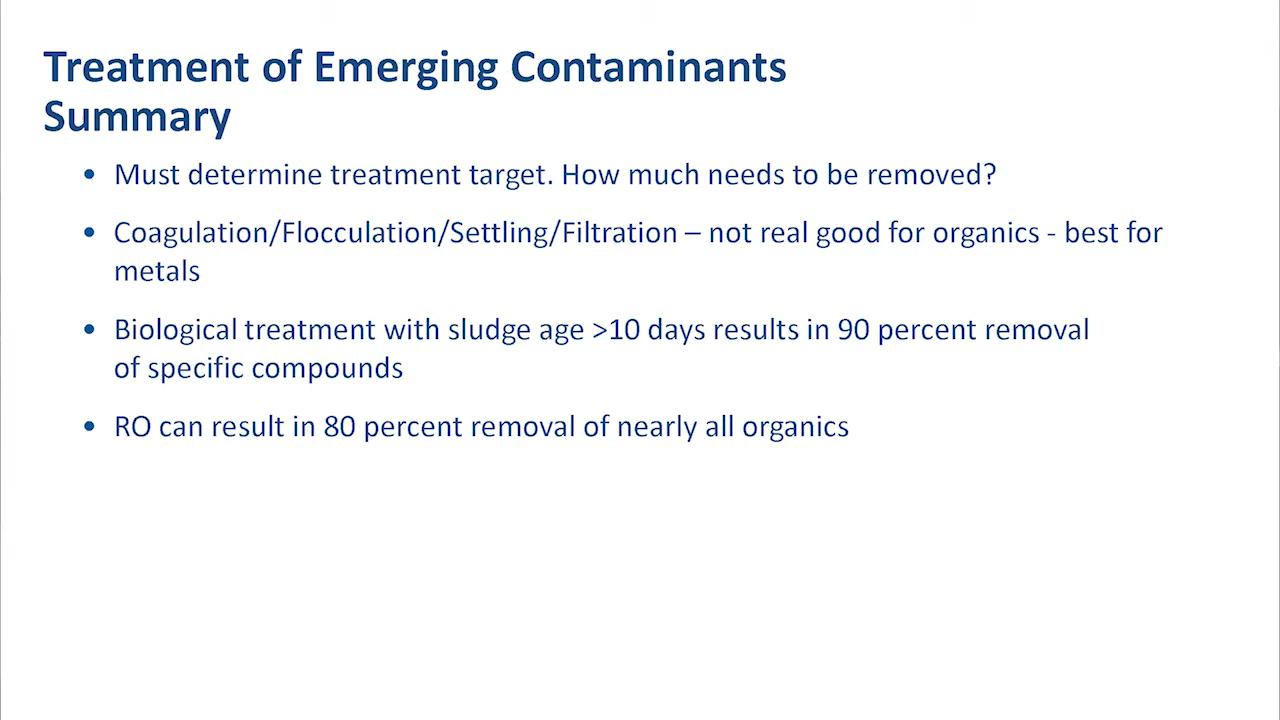 Treatment of Emerging Contaminants
Summary
• Must determine treatment target. How much needs to be removed?
• Coagulation/Flocculation/Settling/Filtration – not real good for organics - best for
metals
• Biological treatment with sludge age >10 days results in 90 percent removal
of specific compounds
• RO can result in 80 percent removal of nearly all organics